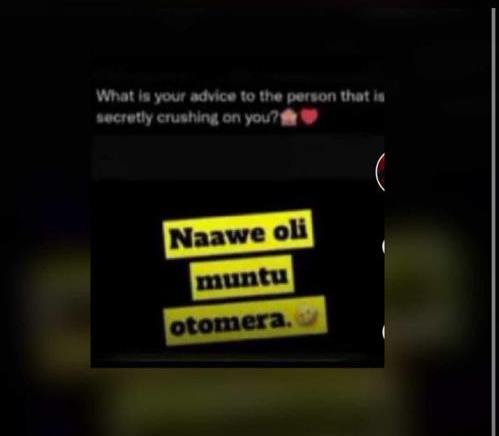 What is your advice to the person that is
secretly crushing on you?🙈❤️
Naawe oli
muntu
otomera.🤣